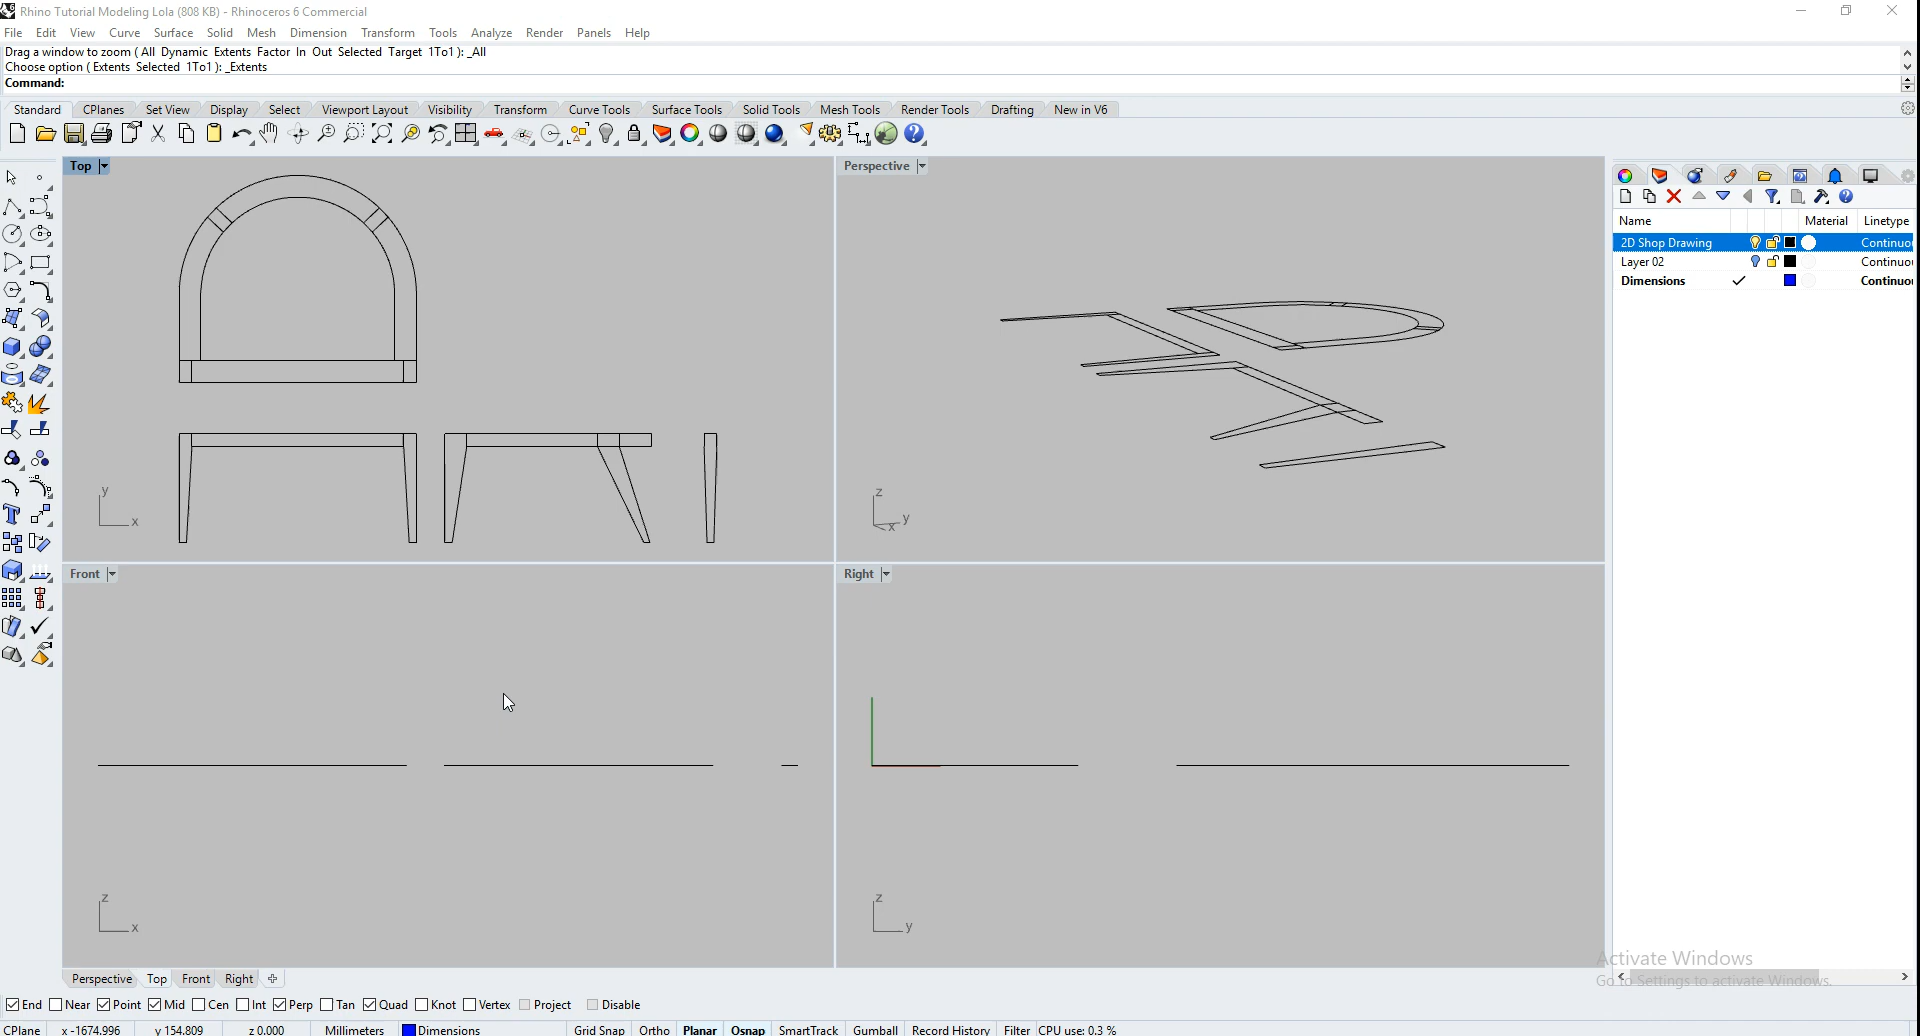 Rhino Tutorial Modeling Lola (808 KB) - Rhinoceros 6 Commercial
File Edit View Curve Surface Solid Mesh Dimension Transform Tools Analyze Render Panels Help
Drag a window to zoom ( All Dynamic Extents Factor In Out Selected Target 1To1 ): _All
Choose option ( Extents Selected 1To1 ): _Extents
Command:
Standard CPlanes Set View Display Select Viewport Layout Visibility Transform Curve Tools Surface Tools Solid Tools Mesh Tools Render Tools Drafting New in V6
Top Perspective
Name Material Linetype
2D Shop Drawing Continuou
Layer 02 Continuou
Dimensions Continuou
y x
z y x
Front Right
z x
z y
Activate Windows
Go to Settings to activate Windows.
Perspective Top Front Right
End Near Point Mid Cen Int Perp Tan Quad Knot Vertex Project Disable
CPlane x -1674.996 y 154.809 z 0.000 Millimeters Dimensions Grid Snap Ortho Planar Osnap SmartTrack Gumball Record History Filter CPU use: 0.3 %